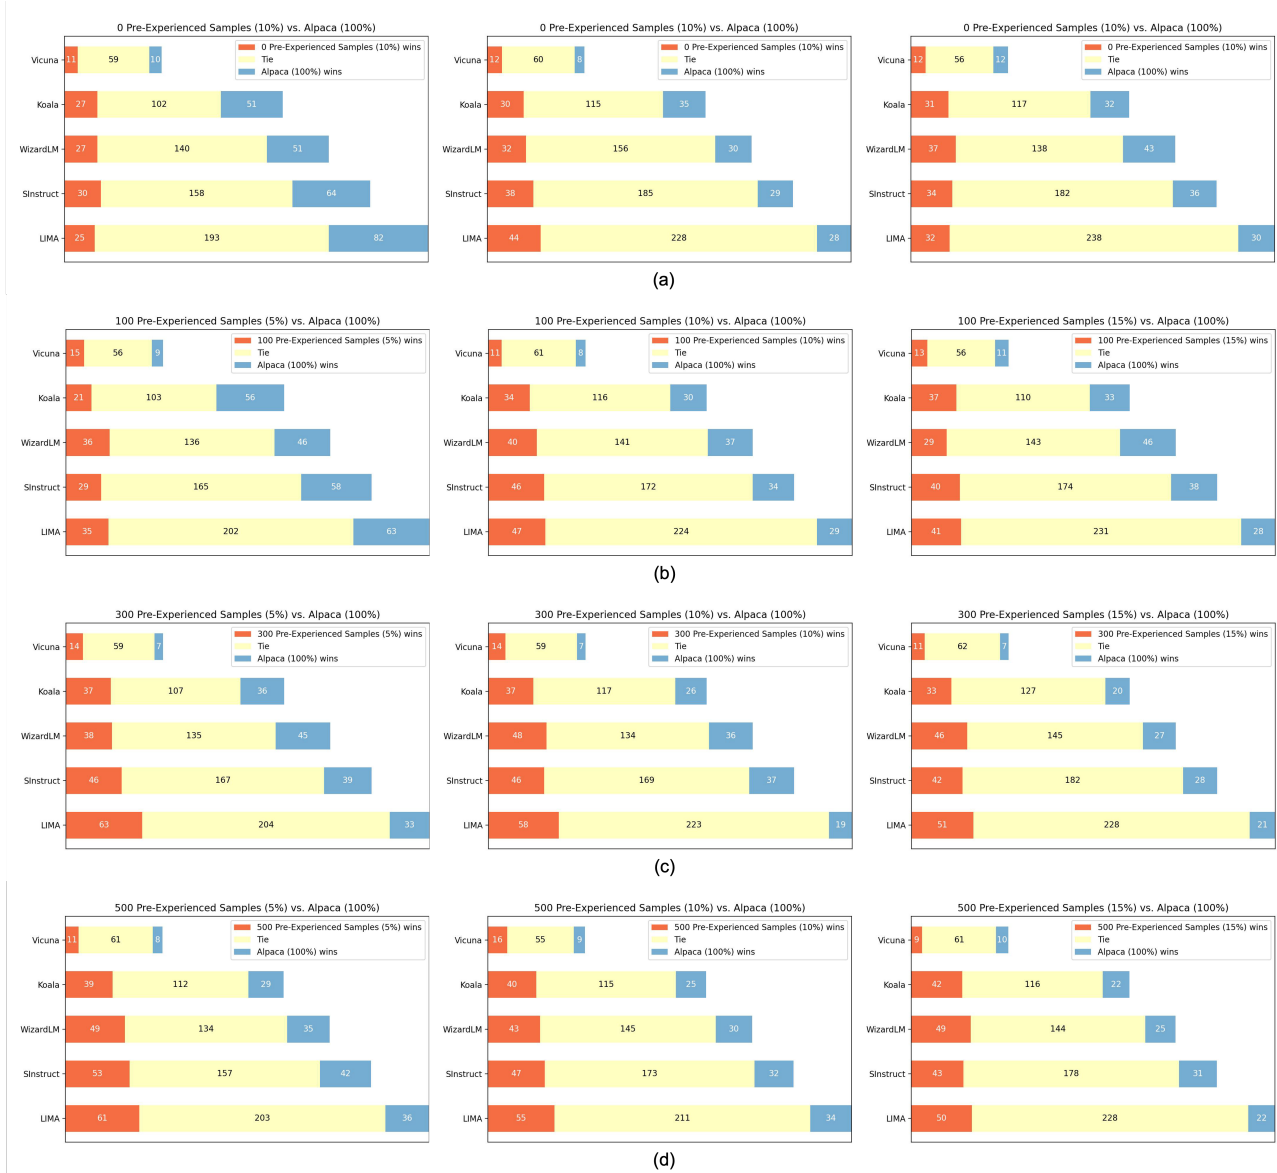 0 Pre-Experienced Samples (10%) vs. Alpaca (100%)
0 Pre-Experienced Samples (10%) wins
Tie
Alpaca (100%) wins
Vicuna 11 59 10
Koala 27 102 51
WizardLM 27 140 51
SInstruct 30 158 64
LIMA 25 193 82
0 Pre-Experienced Samples (10%) vs. Alpaca (100%)
0 Pre-Experienced Samples (10%) wins
Tie
Alpaca (100%) wins
Vicuna 12 60 8
Koala 30 115 35
WizardLM 32 156 30
SInstruct 38 185 29
LIMA 44 228 28
0 Pre-Experienced Samples (10%) vs. Alpaca (100%)
0 Pre-Experienced Samples (10%) wins
Tie
Alpaca (100%) wins
Vicuna 12 56 12
Koala 31 117 32
WizardLM 37 138 43
SInstruct 34 182 36
LIMA 32 238 30
(a)
100 Pre-Experienced Samples (5%) vs. Alpaca (100%)
100 Pre-Experienced Samples (5%) wins
Tie
Alpaca (100%) wins
Vicuna 15 56 9
Koala 21 103 56
WizardLM 36 136 46
SInstruct 29 165 58
LIMA 35 202 63
100 Pre-Experienced Samples (10%) vs. Alpaca (100%)
100 Pre-Experienced Samples (10%) wins
Tie
Alpaca (100%) wins
Vicuna 11 61 8
Koala 34 116 30
WizardLM 40 141 37
SInstruct 46 172 34
LIMA 47 224 29
100 Pre-Experienced Samples (15%) vs. Alpaca (100%)
100 Pre-Experienced Samples (15%) wins
Tie
Alpaca (100%) wins
Vicuna 13 56 11
Koala 37 110 33
WizardLM 29 143 46
SInstruct 40 174 38
LIMA 41 231 28
(b)
300 Pre-Experienced Samples (5%) vs. Alpaca (100%)
300 Pre-Experienced Samples (5%) wins
Tie
Alpaca (100%) wins
Vicuna 14 59 7
Koala 37 107 36
WizardLM 38 135 45
SInstruct 46 167 39
LIMA 63 204 33
300 Pre-Experienced Samples (10%) vs. Alpaca (100%)
300 Pre-Experienced Samples (10%) wins
Tie
Alpaca (100%) wins
Vicuna 14 59 7
Koala 37 117 26
WizardLM 48 134 36
SInstruct 46 169 37
LIMA 58 223 19
300 Pre-Experienced Samples (15%) vs. Alpaca (100%)
300 Pre-Experienced Samples (15%) wins
Tie
Alpaca (100%) wins
Vicuna 11 62 7
Koala 33 127 20
WizardLM 46 145 27
SInstruct 42 182 28
LIMA 51 228 21
(c)
500 Pre-Experienced Samples (5%) vs. Alpaca (100%)
500 Pre-Experienced Samples (5%) wins
Tie
Alpaca (100%) wins
Vicuna 11 61 8
Koala 39 112 29
WizardLM 49 134 35
SInstruct 53 157 42
LIMA 61 203 36
500 Pre-Experienced Samples (10%) vs. Alpaca (100%)
500 Pre-Experienced Samples (10%) wins
Tie
Alpaca (100%) wins
Vicuna 16 55 9
Koala 40 115 25
WizardLM 43 145 30
SInstruct 47 173 32
LIMA 55 211 34
500 Pre-Experienced Samples (15%) vs. Alpaca (100%)
500 Pre-Experienced Samples (15%) wins
Tie
Alpaca (100%) wins
Vicuna 9 61 10
Koala 42 116 22
WizardLM 49 144 25
SInstruct 43 178 31
LIMA 50 228 22
(d)